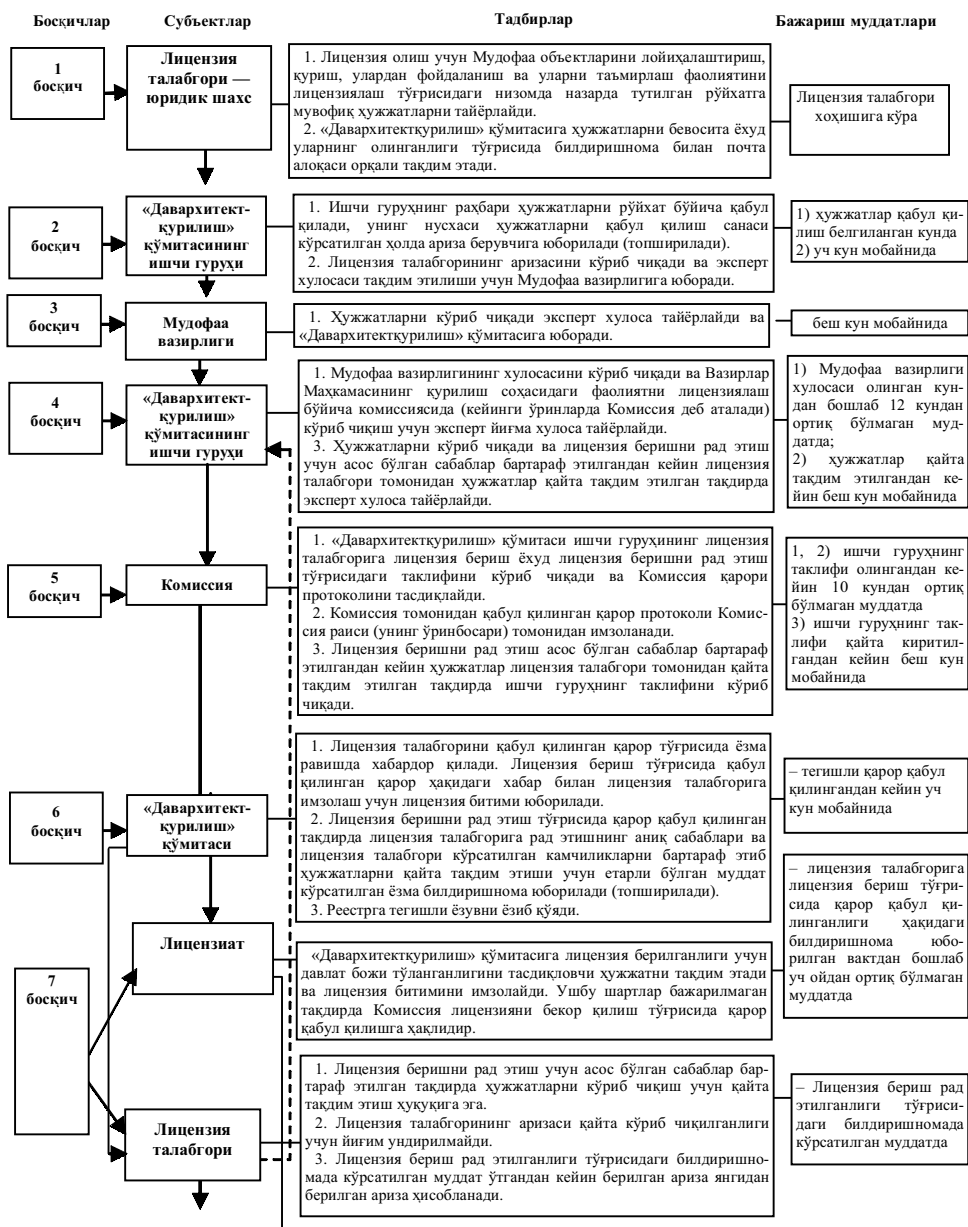 Босқичлар
Субъектлар
Тадбирлар
Бажариш муддатлари
1
босқич
Лицензия
талабгори —
юридик шахс
1. Лицензия олиш учун Мудофаа объектларини лойиҳалаштириш,
қуриш, улардан фойдаланиш ва уларни таъмирлаш фаолиятини
лицензиялаш тўғрисидаги низомда назарда тутилган рўйхатга
мувофиқ ҳужжатларни тайёрлайди.
2. «Давархитектқурилиш» қўмитасига ҳужжатларни бевосита ёхуд
уларнинг олинганлиги тўғрисида билдиришнома билан почта
алоқаси орқали тақдим этади.
Лицензия талабгори
хоҳишига кўра
2
босқич
«Давархитект-
қурилиш»
қўмитасининг
ишчи гуруҳи
1. Ишчи гуруҳнинг раҳбари ҳужжатларни рўйхат бўйича қабул
қилади, унинг нусхаси ҳужжатларни қабул қилиш санаси
кўрсатилган ҳолда ариза берувчига юборилади (топширилади).
2. Лицензия талабгорининг аризасини кўриб чиқади ва эксперт
хулосаси тақдим этилиши учун Мудофаа вазирлигига юборади.
1) ҳужжатлар қабул қи-
лиш белгиланган кунда
2) уч кун мобайнида
3
босқич
Мудофаа
вазирлиги
1. Ҳужжатларни кўриб чиқади эксперт хулоса тайёрлайди ва
«Давархитектқурилиш» қўмитасига юборади.
беш кун мобайнида
4
босқич
«Давархитект-
қурилиш»
қўмитасининг
ишчи гуруҳи
1. Мудофаа вазирлигининг хулосасини кўриб чиқади ва Вазирлар
Маҳкамасининг қурилиш соҳасидаги фаолиятни лицензиялаш
бўйича комиссиясида (кейинги ўринларда Комиссия деб аталади)
кўриб чиқиш учун эксперт йиғма хулоса тайёрлайди.
3. Ҳужжатларни кўриб чиқади ва лицензия беришни рад этиш
учун асос бўлган сабаблар бартараф этилгандан кейин лицензия
талабгори томонидан ҳужжатлар қайта тақдим этилган тақдирда
эксперт хулоса тайёрлайди.
1) Мудофаа вазирлиги
хулосаси олинган кун-
дан бошлаб 12 кундан
ортиқ бўлмаган муд-
датда;
2) ҳужжатлар қайта
тақдим этилгандан ке-
йин беш кун мобайнида
5
босқич
Комиссия
1. «Давархитектқурилиш» қўмитаси ишчи гуруҳининг лицензия
талабгорига лицензия бериш ёхуд лицензия беришни рад этиш
тўғрисидаги таклифини кўриб чиқади ва Комиссия қарори
протоколини тасдиқлайди.
2. Комиссия томонидан қабул қилинган қарор протоколи Комис-
сия раиси (унинг ўринбосари) томонидан имзоланади.
3. Лицензия беришни рад этиш асос бўлган сабаблар бартараф
этилгандан кейин ҳужжатлар лицензия талабгори томонидан қайта
тақдим этилган тақдирда ишчи гуруҳнинг таклифини кўриб
чиқади.
1, 2) ишчи гуруҳнинг
таклифи олингандан ке-
йин 10 кундан ортиқ
бўлмаган муддатда
3) ишчи гуруҳнинг так-
лифи қайта киритил-
гандан кейин беш кун
мобайнида
6
босқич
«Давархитект-
қурилиш»
қўмитаси
1. Лицензия талабгорини қабул қилинган қарор тўғрисида ёзма
равишда хабардор қилади. Лицензия бериш тўғрисида қабул
қилинган қарор ҳақидаги хабар билан лицензия талабгорига
имзолаш учун лицензия битими юборилади.
2. Лицензия беришни рад этиш тўғрисида қарор қабул қилинган
тақдирда лицензия талабгорига рад этишнинг аниқ сабаблари ва
лицензия талабгори кўрсатилган камчиликларни бартараф этиб
ҳужжатларни қайта тақдим этиши учун етарли бўлган муддат
кўрсатилган ёзма билдиришнома юборилади (топширилади).
3. Реестрга тегишли ёзувни ёзиб қўяди.
– тегишли қарор қабул
қилингандан кейин уч
кун мобайнида
7
босқич
Лицензиат
«Давархитектқурилиш» қўмитасига лицензия берилганлиги учун
давлат божи тўланганлигини тасдиқловчи ҳужжатни тақдим этади
ва лицензия битимини имзолайди. Ушбу шартлар бажарилмаган
тақдирда Комиссия лицензияни бекор қилиш тўғрисида қарор
қабул қилишга ҳақлидир.
– лицензия талабгорига
лицензия бериш тўғри-
сида қарор қабул қи-
линганлиги ҳақидаги
билдиришнома юбо-
рилган вақтдан бошлаб
уч ойдан ортиқ бўлмаган
муддатда
Лицензия
талабгори
1. Лицензия беришни рад этиш учун асос бўлган сабаблар бар-
тараф этилган тақдирда ҳужжатларни кўриб чиқиш учун қайта
тақдим этиш ҳуқуқига эга.
2. Лицензия талабгорининг аризаси қайта кўриб чиқилганлиги
учун йиғим ундирилмайди.
3. Лицензия бериш рад этилганлиги тўғрисидаги билдиришно-
мада кўрсатилган муддат ўтгандан кейин берилган ариза янгидан
берилган ариза ҳисобланади.
– Лицензия бериш рад
этилганлиги тўғриси-
даги билдиришномада
кўрсатилган муддатда